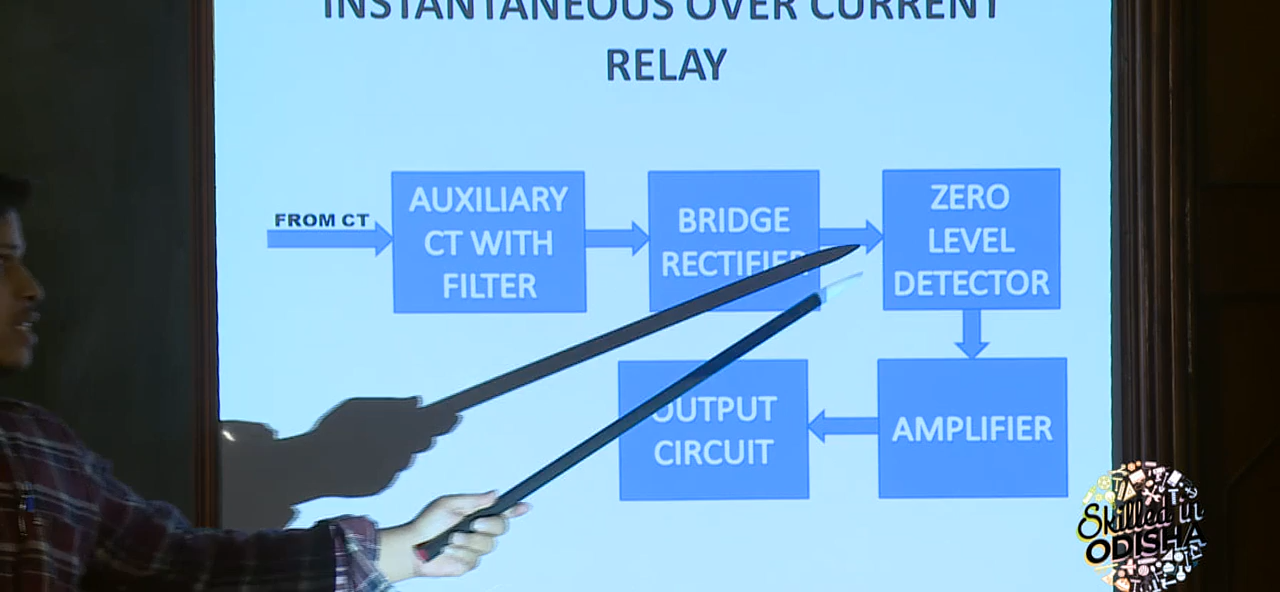 INSTANTANEOUS OVER CURRENT
RELAY
FROM CT
AUXILIARY
CT WITH
FILTER
BRIDGE
RECTIFIER
ZERO
LEVEL
DETECTOR
OUTPUT
CIRCUIT
AMPLIFIER
Skilled in
ODISHA